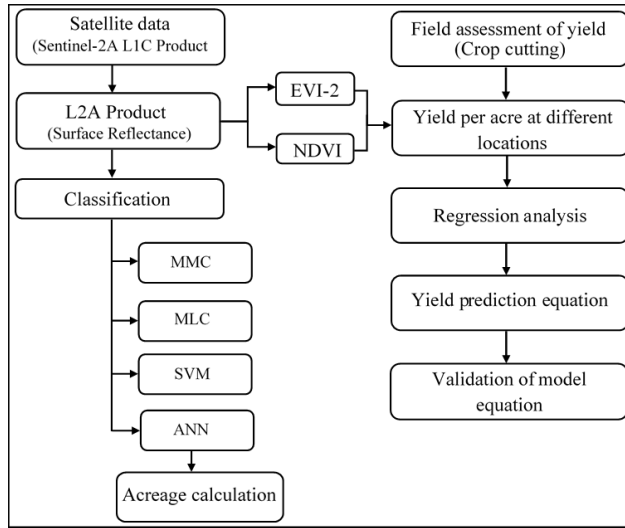 Satellite data
(Sentinel-2A L1C Product
L2A Product
(Surface Reflectance)
Classification
MMC
MLC
SVM
ANN
Acreage calculation
EVI-2
NDVI
Field assessment of yield
(Crop cutting)
Yield per acre at different
locations
Regression analysis
Yield prediction equation
Validation of model
equation